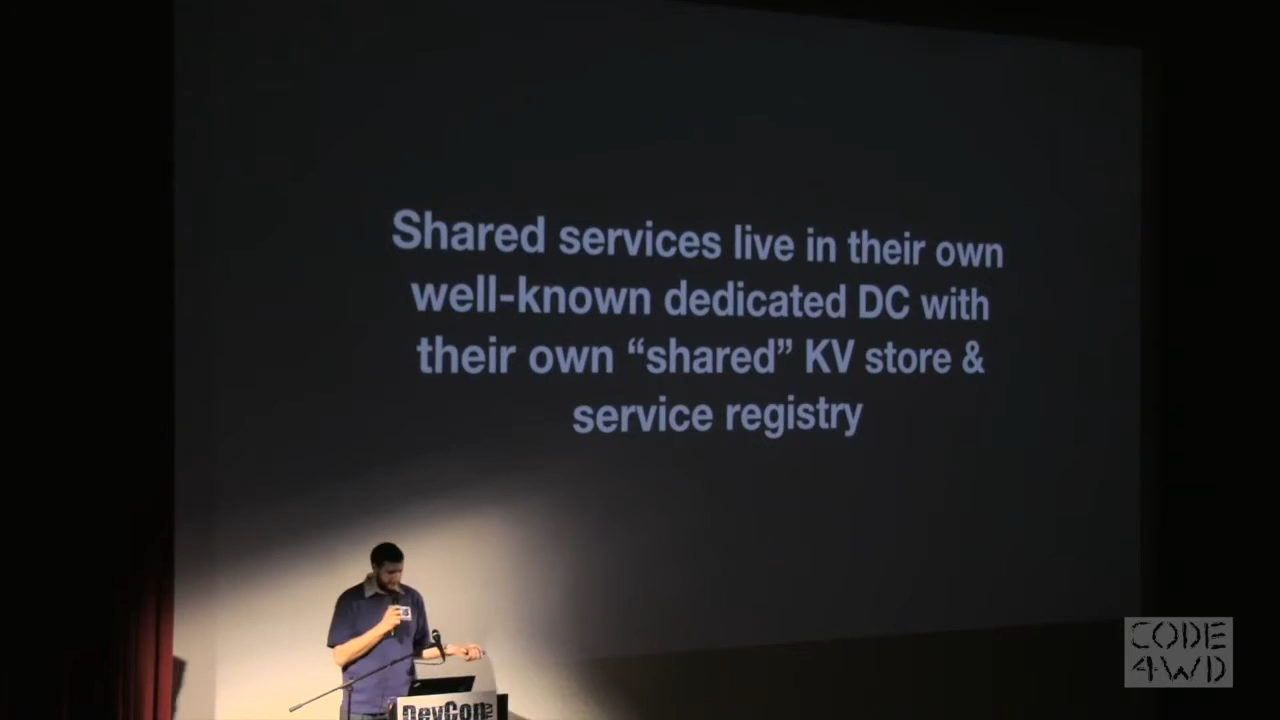 Shared services live in their own
well-known dedicated DC with
their own “shared” KV store &
service registry
DevCon
CODE
4WD